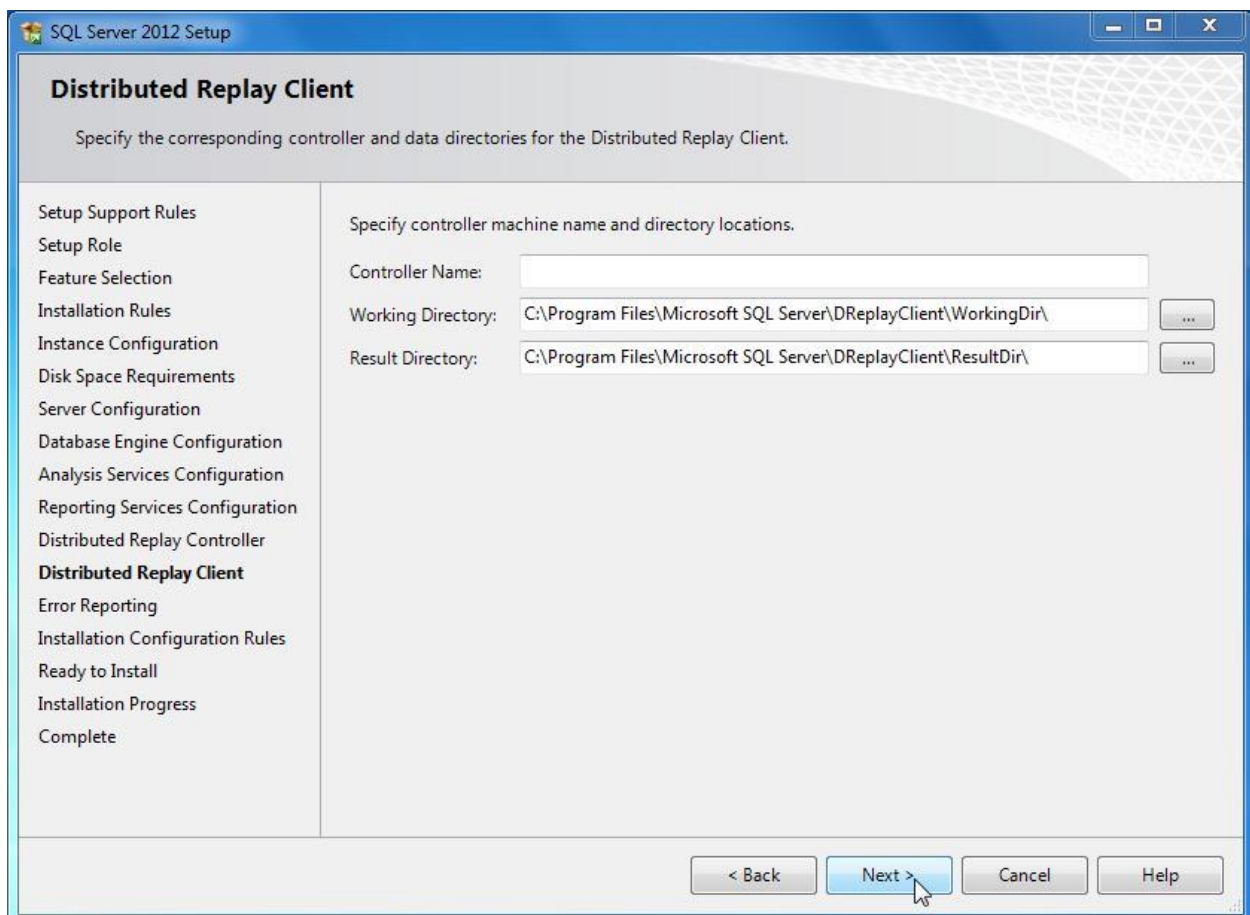 SQL Server 2012 Setup
Distributed Replay Client
Specify the corresponding controller and data directories for the Distributed Replay Client.
Setup Support Rules
Setup Role
Feature Selection
Installation Rules
Instance Configuration
Disk Space Requirements
Server Configuration
Database Engine Configuration
Analysis Services Configuration
Reporting Services Configuration
Distributed Replay Controller
Distributed Replay Client
Error Reporting
Installation Configuration Rules
Ready to Install
Installation Progress
Complete
Specify controller machine name and directory locations.
Controller Name:
Working Directory: C:\Program Files\Microsoft SQL Server\DReplayClient\WorkingDir\ ...
Result Directory: C:\Program Files\Microsoft SQL Server\DReplayClient\ResultDir\ ...
< Back Next > Cancel Help